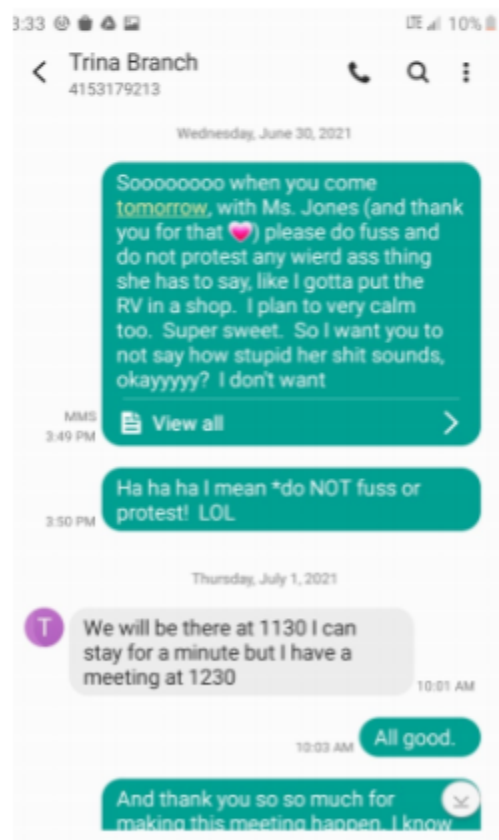 3:33 LTE 10%
Trina Branch
4153179213
Wednesday, June 30, 2021
Soooooooo when you come
tomorrow, with Ms. Jones (and thank
you for that 💗) please do fuss and
do not protest any wierd ass thing
she has to say, like I gotta put the
RV in a shop. I plan to very calm
too. Super sweet. So I want you to
not say how stupid her shit sounds,
okayyyyy? I don't want
View all
MMS
3:49 PM
Ha ha ha I mean *do NOT fuss or
protest! LOL
3:50 PM
Thursday, July 1, 2021
T
We will be there at 1130 I can
stay for a minute but I have a
meeting at 1230
10:01 AM
All good.
10:03 AM
And thank you so so much for
making this meeting happen. I know